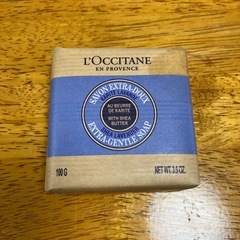 L'OCCITANE
EN PROVENCE
SAVON EXTRA-DOUX
AU BEURRE
DE KARITÉ
WITH SHEA
BUTTER
EXTRA-GENTLE SOAP
100 G
NET WT. 3.5 OZ.